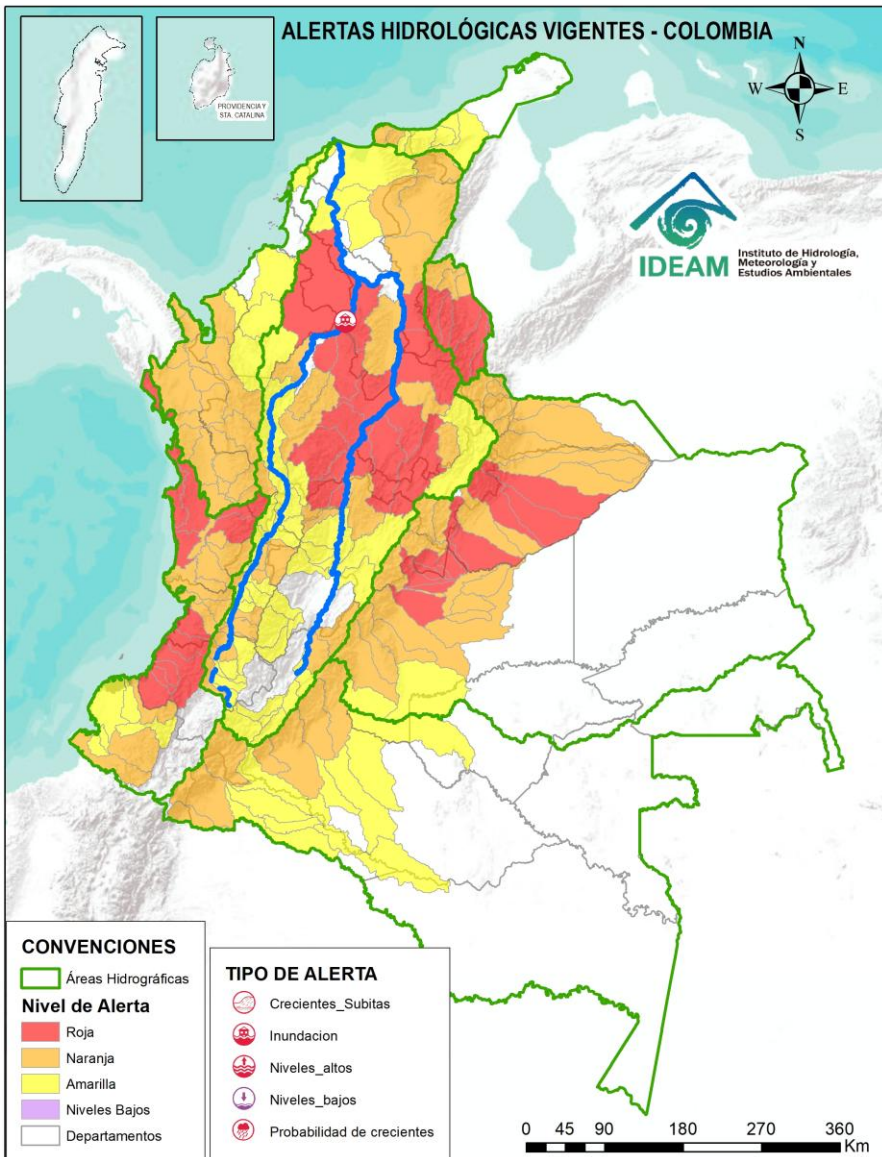 ALERTAS HIDROLÓGICAS VIGENTES - COLOMBIA
PROVIDENCIA Y
STA. CATALINA
N
W
E
S
IDEAM
Instituto de Hidrología,
Meteorología y
Estudios Ambientales
CONVENCIONES
Áreas Hidrográficas
Nivel de Alerta
Roja
Naranja
Amarilla
Niveles Bajos
Departamentos
TIPO DE ALERTA
Crecientes_Subitas
Inundacion
Niveles_altos
Niveles_bajos
Probabilidad de crecientes
0 45 90 180 270 360
Km